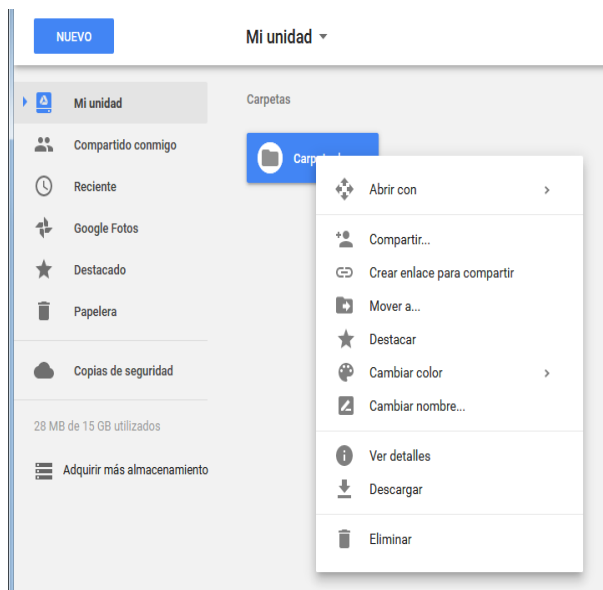 NUEVO
Mi unidad
Mi unidad
Compartido conmigo
Reciente
Google Fotos
Destacado
Papelera
Copias de seguridad
28 MB de 15 GB utilizados
Adquirir más almacenamiento
Carpetas
Abrir con
Compartir...
Crear enlace para compartir
Mover a...
Destacar
Cambiar color
Cambiar nombre...
Ver detalles
Descargar
Eliminar